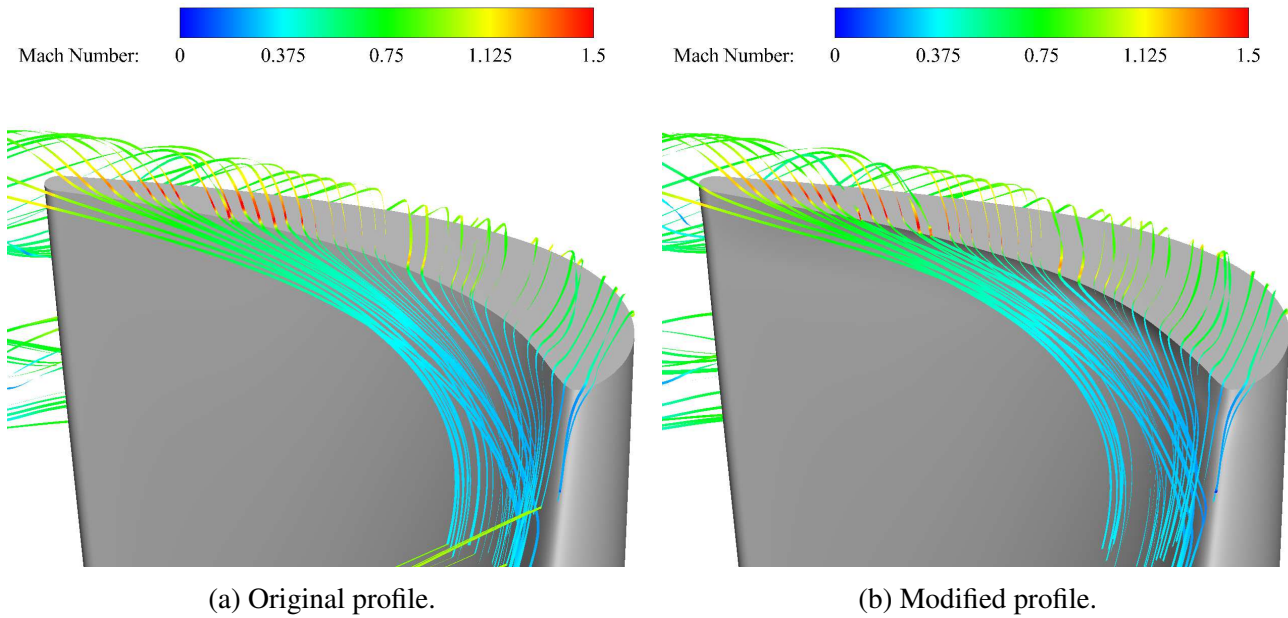 Mach Number: 0 0.375 0.75 1.125 1.5
Mach Number: 0 0.375 0.75 1.125 1.5
(a) Original profile.
(b) Modified profile.